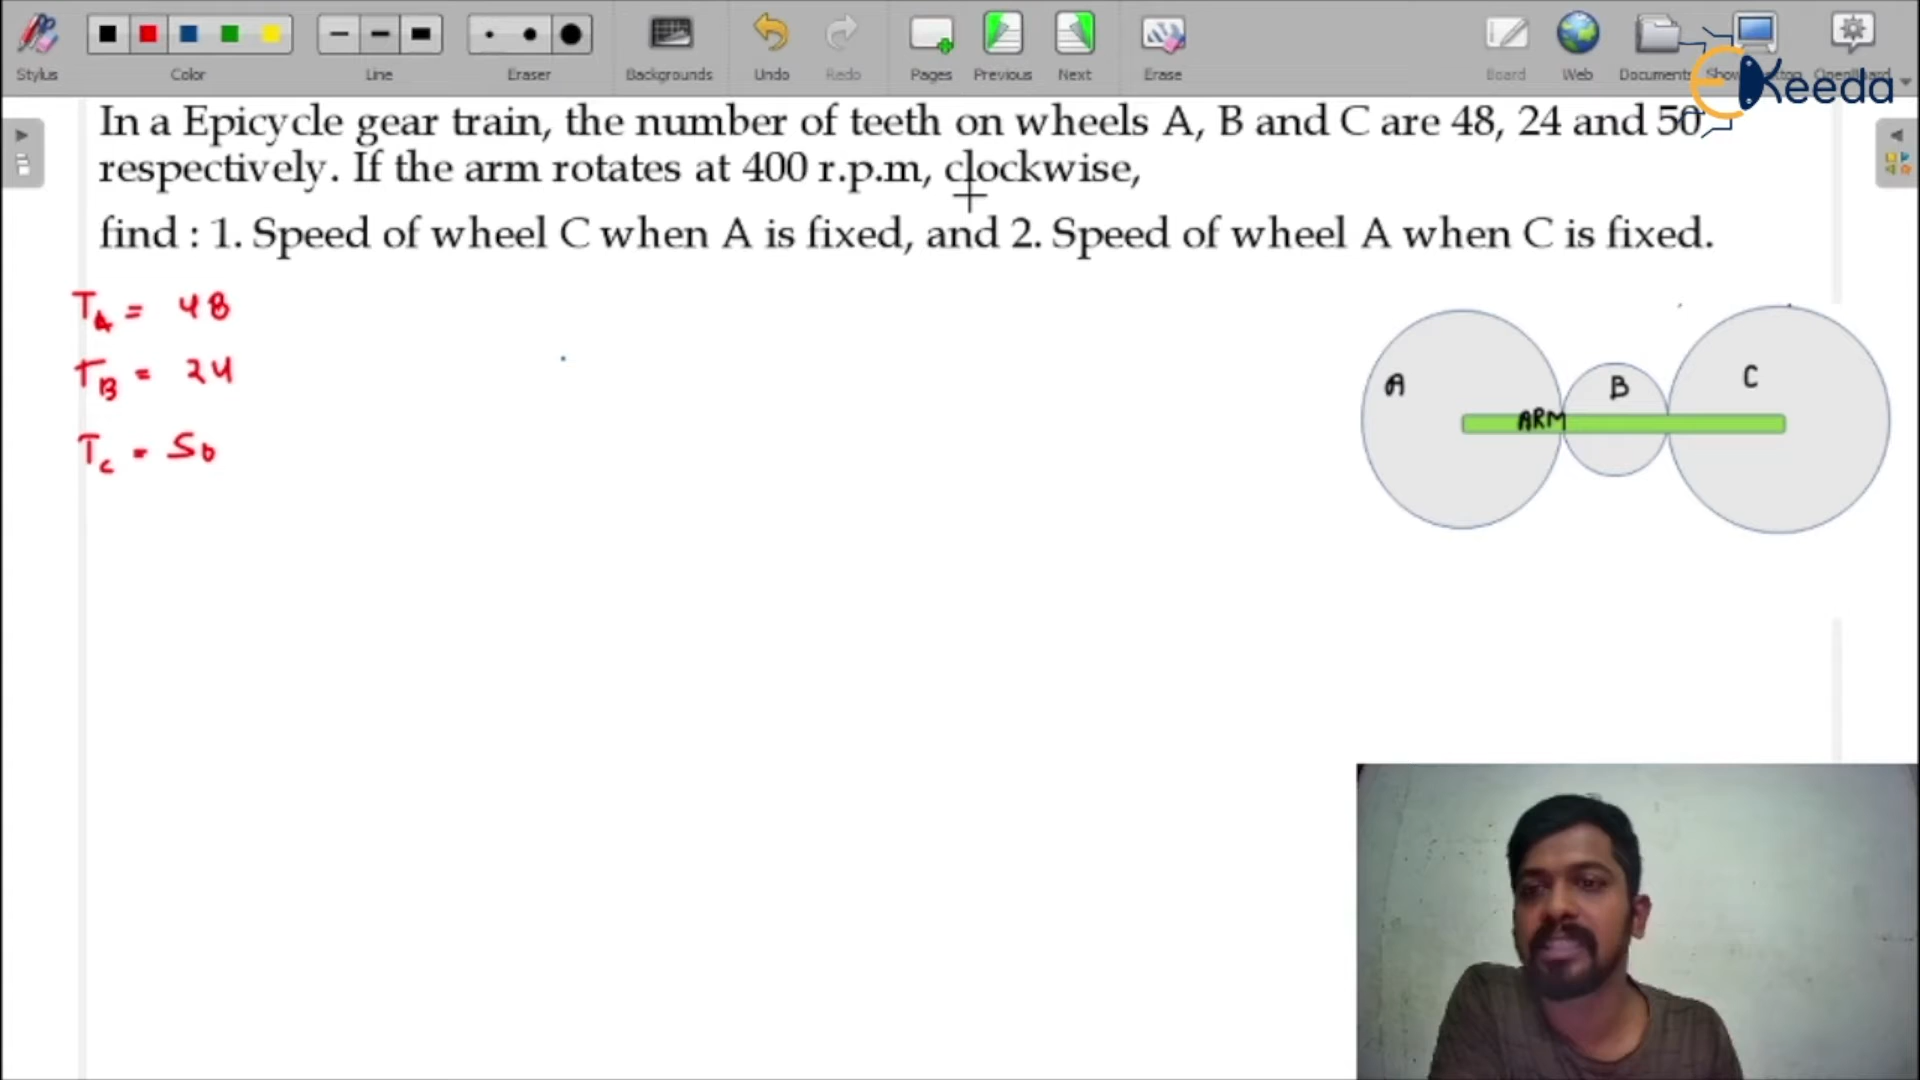 Stylus
Color
Line
Eraser
Backgrounds
Undo
Redo
Pages
Previous
Next
Erase
Board
Web
Documents
Keeda
In a Epicycle gear train, the number of teeth on wheels A, B and C are 48, 24 and 50
respectively. If the arm rotates at 400 r.p.m, clockwise,
find : 1. Speed of wheel C when A is fixed, and 2. Speed of wheel A when C is fixed.
T_A = 48
T_B = 24
T_C = 50
A
B
C
ARM